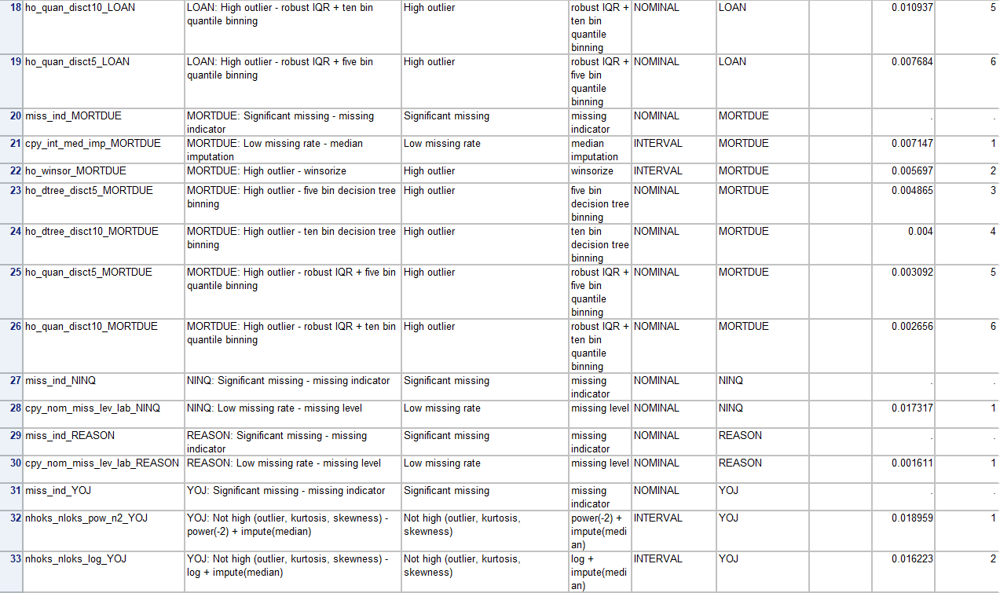 18 ho_quan_disct10_LOAN LOAN: High outlier - robust IQR + ten bin High outlier robust IQR + NOMINAL LOAN 0.010937 5
quantile binning ten bin
quantile
binning
19 ho_quan_disct5_LOAN LOAN: High outlier - robust IQR + five bin High outlier robust IQR + NOMINAL LOAN 0.007684 6
quantile binning five bin
quantile
binning
20 miss_ind_MORTDUE MORTDUE: Significant missing - missing Significant missing missing NOMINAL MORTDUE . .
indicator indicator
21 cpy_int_med_imp_MORTDUE MORTDUE: Low missing rate - median Low missing rate median INTERVAL MORTDUE 0.007147 1
imputation imputation
22 ho_winsor_MORTDUE MORTDUE: High outlier - winsorize High outlier winsorize INTERVAL MORTDUE 0.005697 2
23 ho_dtree_disct5_MORTDUE MORTDUE: High outlier - five bin decision tree High outlier five bin NOMINAL MORTDUE 0.004865 3
binning decision tree
binning
24 ho_dtree_disct10_MORTDUE MORTDUE: High outlier - ten bin decision tree High outlier ten bin NOMINAL MORTDUE 0.004 4
binning decision tree
binning
25 ho_quan_disct5_MORTDUE MORTDUE: High outlier - robust IQR + five bin High outlier robust IQR + NOMINAL MORTDUE 0.003092 5
quantile binning five bin
quantile
binning
26 ho_quan_disct10_MORTDUE MORTDUE: High outlier - robust IQR + ten bin High outlier robust IQR + NOMINAL MORTDUE 0.002656 6
quantile binning ten bin
quantile
binning
27 miss_ind_NINQ NINQ: Significant missing - missing indicator Significant missing missing NOMINAL NINQ . .
indicator
28 cpy_nom_miss_lev_lab_NINQ NINQ: Low missing rate - missing level Low missing rate missing level NOMINAL NINQ 0.017317 1
29 miss_ind_REASON REASON: Significant missing - missing Significant missing missing NOMINAL REASON . .
indicator indicator
30 cpy_nom_miss_lev_lab_REASON REASON: Low missing rate - missing level Low missing rate missing level NOMINAL REASON 0.001611 1
31 miss_ind_YOJ YOJ: Significant missing - missing indicator Significant missing missing NOMINAL YOJ . .
indicator
32 nhoks_nloks_pow_n2_YOJ YOJ: Not high (outlier, kurtosis, skewness) - Not high (outlier, kurtosis, power(-2) + INTERVAL YOJ 0.018959 1
power(-2) + impute(median) skewness) impute(medi
an)
33 nhoks_nloks_log_YOJ YOJ: Not high (outlier, kurtosis, skewness) - Not high (outlier, kurtosis, log + INTERVAL YOJ 0.016223 2
log + impute(median) skewness) impute(medi
an)